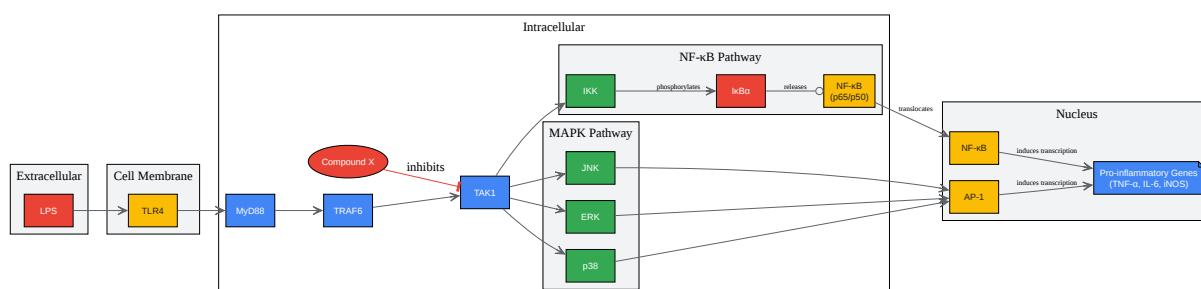 Intracellular
NF-κB Pathway
IKK
phosphorylates
IκBα
releases
NF-κB
(p65/p50)
translocates
MAPK Pathway
JNK
ERK
p38
Compound X
inhibits
TAK1
Extracellular
LPS
Cell Membrane
TLR4
MyD88
TRAF6
Nucleus
NF-κB
induces transcription
AP-1
induces transcription
Pro-inflammatory Genes
(TNF-α, IL-6, iNOS)